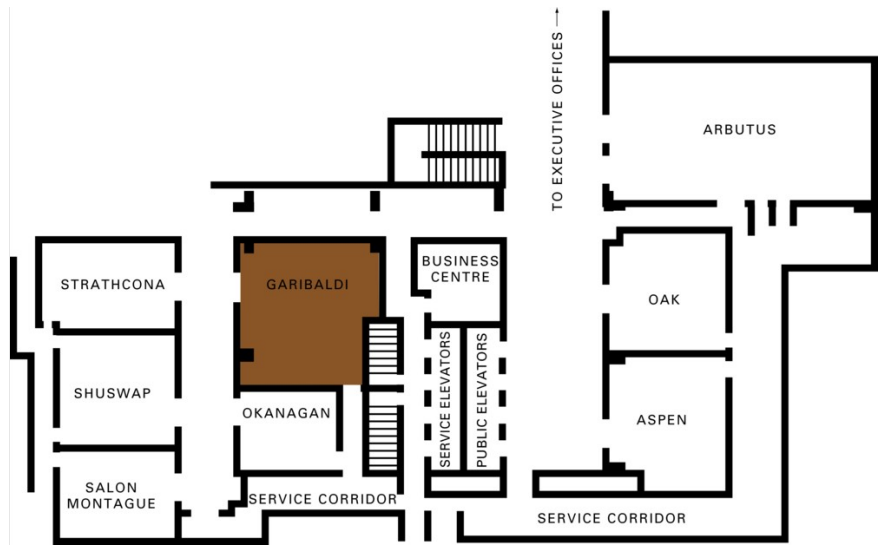 TO EXECUTIVE OFFICES →
ARBUTUS
STRATHCONA
GARIBALDI
BUSINESS
CENTRE
OAK
SHUSWAP
OKANAGAN
SERVICE ELEVATORS
PUBLIC ELEVATORS
ASPEN
SALON
MONTAGUE
SERVICE CORRIDOR
SERVICE CORRIDOR